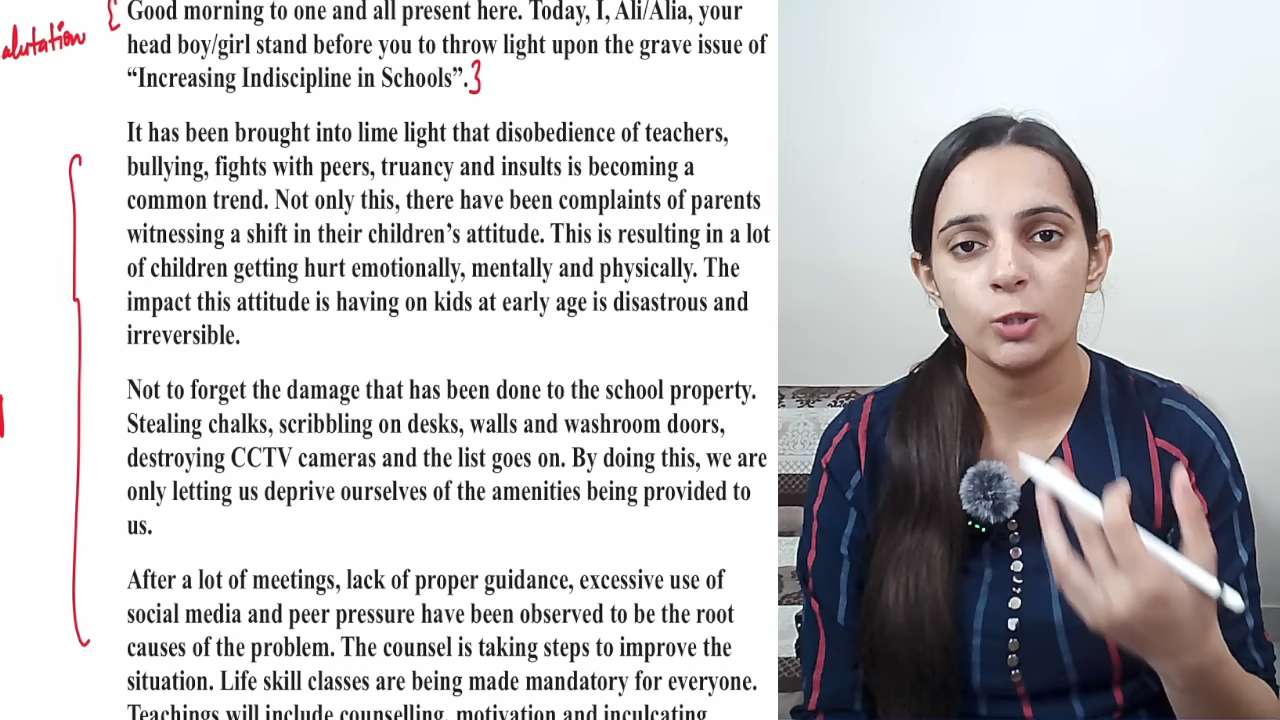 alutation
Good morning to one and all present here. Today, I, Ali/Alia, your
head boy/girl stand before you to throw light upon the grave issue of
“Increasing Indiscipline in Schools”.
It has been brought into lime light that disobedience of teachers,
bullying, fights with peers, truancy and insults is becoming a
common trend. Not only this, there have been complaints of parents
witnessing a shift in their children’s attitude. This is resulting in a lot
of children getting hurt emotionally, mentally and physically. The
impact this attitude is having on kids at early age is disastrous and
irreversible.
Not to forget the damage that has been done to the school property.
Stealing chalks, scribbling on desks, walls and washroom doors,
destroying CCTV cameras and the list goes on. By doing this, we are
only letting us deprive ourselves of the amenities being provided to
us.
After a lot of meetings, lack of proper guidance, excessive use of
social media and peer pressure have been observed to be the root
causes of the problem. The counsel is taking steps to improve the
situation. Life skill classes are being made mandatory for everyone.
Teachings will include counselling, motivation and inculcating